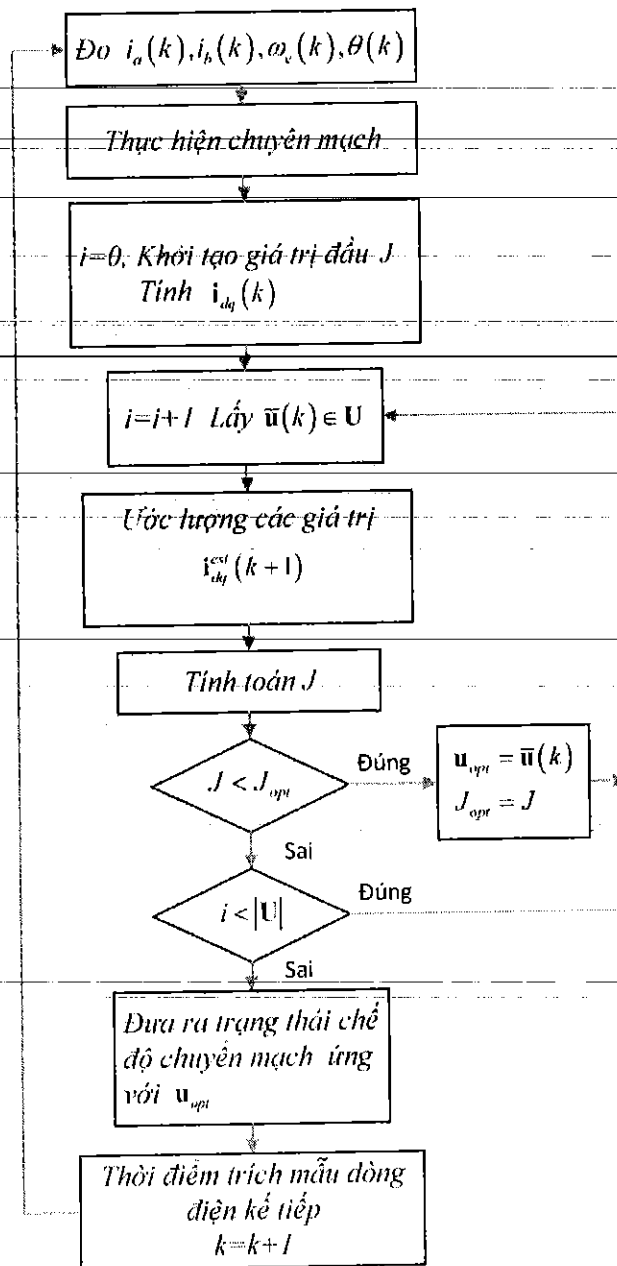 Đo i_a(k), i_b(k), ω_e(k), θ(k)
Thực hiện chuyển mạch
i=0, Khởi tạo giá trị đầu J
Tính i_dq(k)
i=i+1 Lấy ū(k) ∈ U
Ước lượng các giá trị
i_dq^est(k+1)
Tính toán J
J < J_opt
Đúng
u_opt = ū(k)
J_opt = J
Sai
i < |U|
Đúng
Sai
Đưa ra trạng thái chế
độ chuyển mạch ứng
với u_opt
Thời điểm trích mẫu dòng
điện kế tiếp
k=k+1